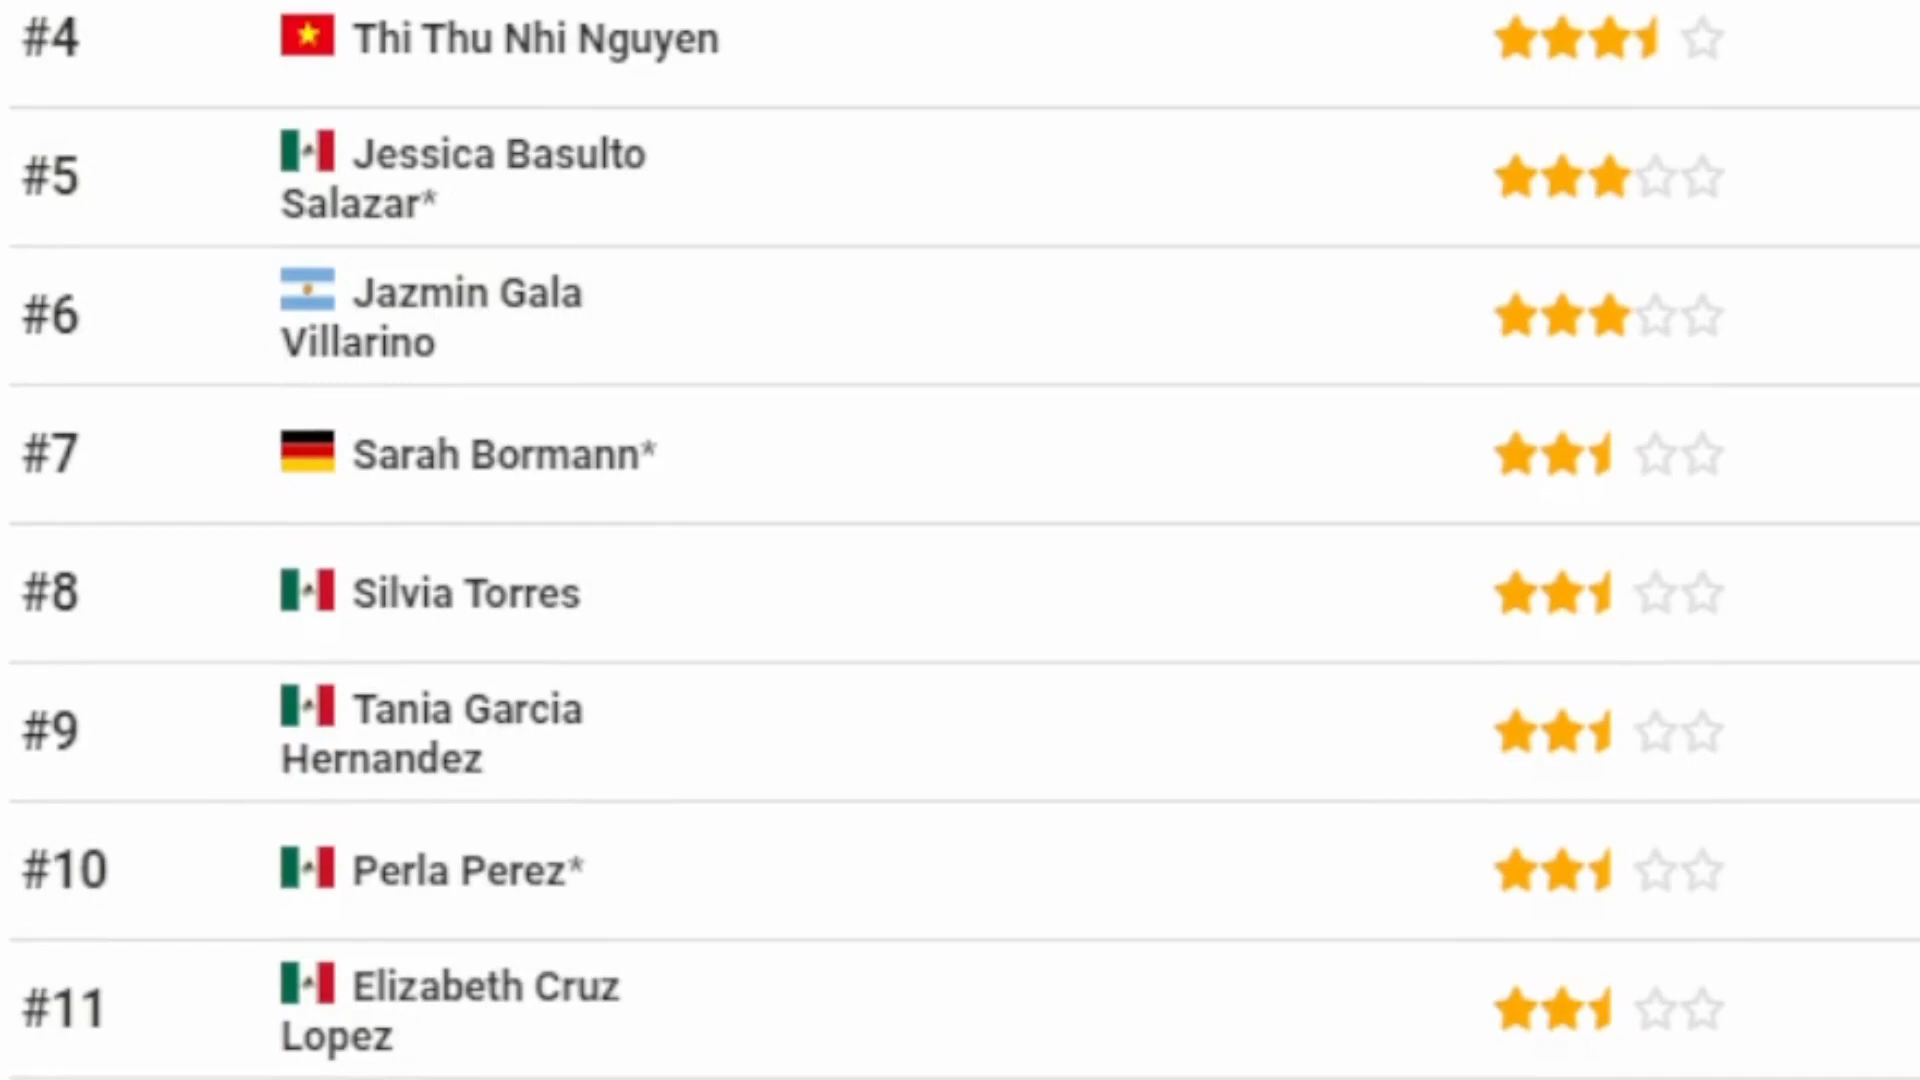 #4 Thi Thu Nhi Nguyen
#5 Jessica Basulto
Salazar*
#6 Jazmin Gala
Villarino
#7 Sarah Bormann*
#8 Silvia Torres
#9 Tania Garcia
Hernandez
#10 Perla Perez*
#11 Elizabeth Cruz
Lopez